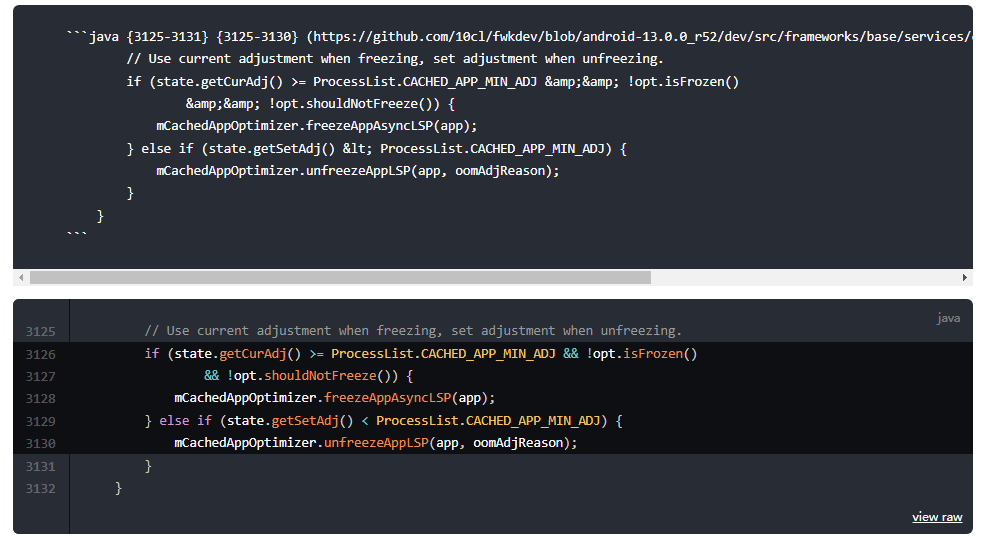 ```java {3125-3131} {3125-3130} (https://github.com/10cl/fwkdev/blob/android-13.0.0_r52/dev/src/frameworks/base/services/
// Use current adjustment when freezing, set adjustment when unfreezing.
if (state.getCurAdj() >= ProcessList.CACHED_APP_MIN_ADJ &amp;&amp; !opt.isFrozen()
&amp;&amp; !opt.shouldNotFreeze()) {
mCachedAppOptimizer.freezeAppAsyncLSP(app);
} else if (state.getSetAdj() &lt; ProcessList.CACHED_APP_MIN_ADJ) {
mCachedAppOptimizer.unfreezeAppLSP(app, oomAdjReason);
}
}
```
java
3125 // Use current adjustment when freezing, set adjustment when unfreezing.
3126 if (state.getCurAdj() >= ProcessList.CACHED_APP_MIN_ADJ && !opt.isFrozen()
3127 && !opt.shouldNotFreeze()) {
3128 mCachedAppOptimizer.freezeAppAsyncLSP(app);
3129 } else if (state.getSetAdj() < ProcessList.CACHED_APP_MIN_ADJ) {
3130 mCachedAppOptimizer.unfreezeAppLSP(app, oomAdjReason);
3131 }
3132 }
view raw